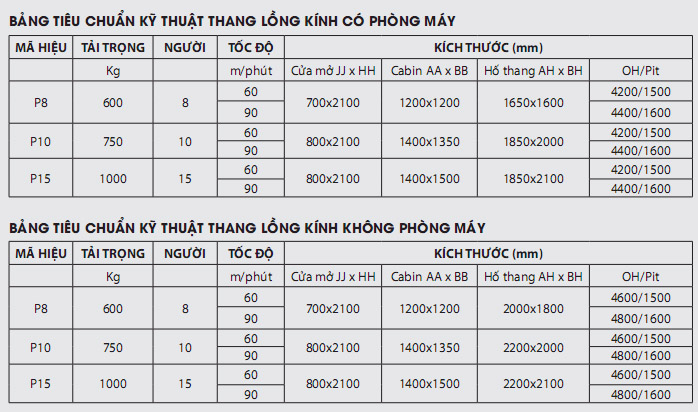 BẢNG TIÊU CHUẨN KỸ THUẬT THANG LỒNG KÍNH CÓ PHÒNG MÁY
MÃ HIỆU TẢI TRỌNG NGƯỜI TỐC ĐỘ KÍCH THƯỚC (mm)
Kg m/phút Cửa mở JJ x HH Cabin AA x BB Hố thang AH x BH OH/Pit
P8 600 8 60 700x2100 1200x1200 1650x1600 4200/1500
90 4400/1600
P10 750 10 60 800x2100 1400x1350 1850x2000 4200/1500
90 4400/1600
P15 1000 15 60 800x2100 1400x1500 1850x2100 4200/1500
90 4400/1600
BẢNG TIÊU CHUẨN KỸ THUẬT THANG LỒNG KÍNH KHÔNG PHÒNG MÁY
MÃ HIỆU TẢI TRỌNG NGƯỜI TỐC ĐỘ KÍCH THƯỚC (mm)
Kg m/phút Cửa mở JJ x HH Cabin AA x BB Hố thang AH x BH OH/Pit
P8 600 8 60 700x2100 1200x1200 2000x1800 4600/1500
90 4800/1600
P10 750 10 60 800x2100 1400x1350 2200x2000 4600/1500
90 4800/1600
P15 1000 15 60 800x2100 1400x1500 2200x2100 4600/1500
90 4800/1600